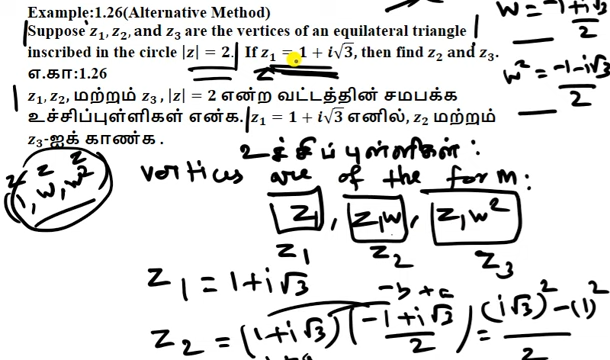 Example:1.26(Alternative Method)
Suppose z₁, z₂, and z₃ are the vertices of an equilateral triangle
inscribed in the circle |z| = 2. If z₁ = 1 + i√3, then find z₂ and z₃.
எ.கா:1.26
z₁, z₂, மற்றும் z₃ , |z| = 2 என்ற வட்டத்தின் சமபக்க
உச்சிப்புள்ளிகள் என்க. z₁ = 1 + i√3 எனில், z₂ மற்றும்
z₃-ஐக் காண்க .
w = -1+i√3/2
w² = -1-i√3/2
உச்சிப்புள்ளிகள்:
vertices are of the form:
1, w, w²
z₁, z₁w, z₁w²
z₁ z₂ z₃
z₁ = 1+i√3
-b+a
z₂ = (1+i√3)(-1+i√3/2) = (i√3)²-(1)²/2